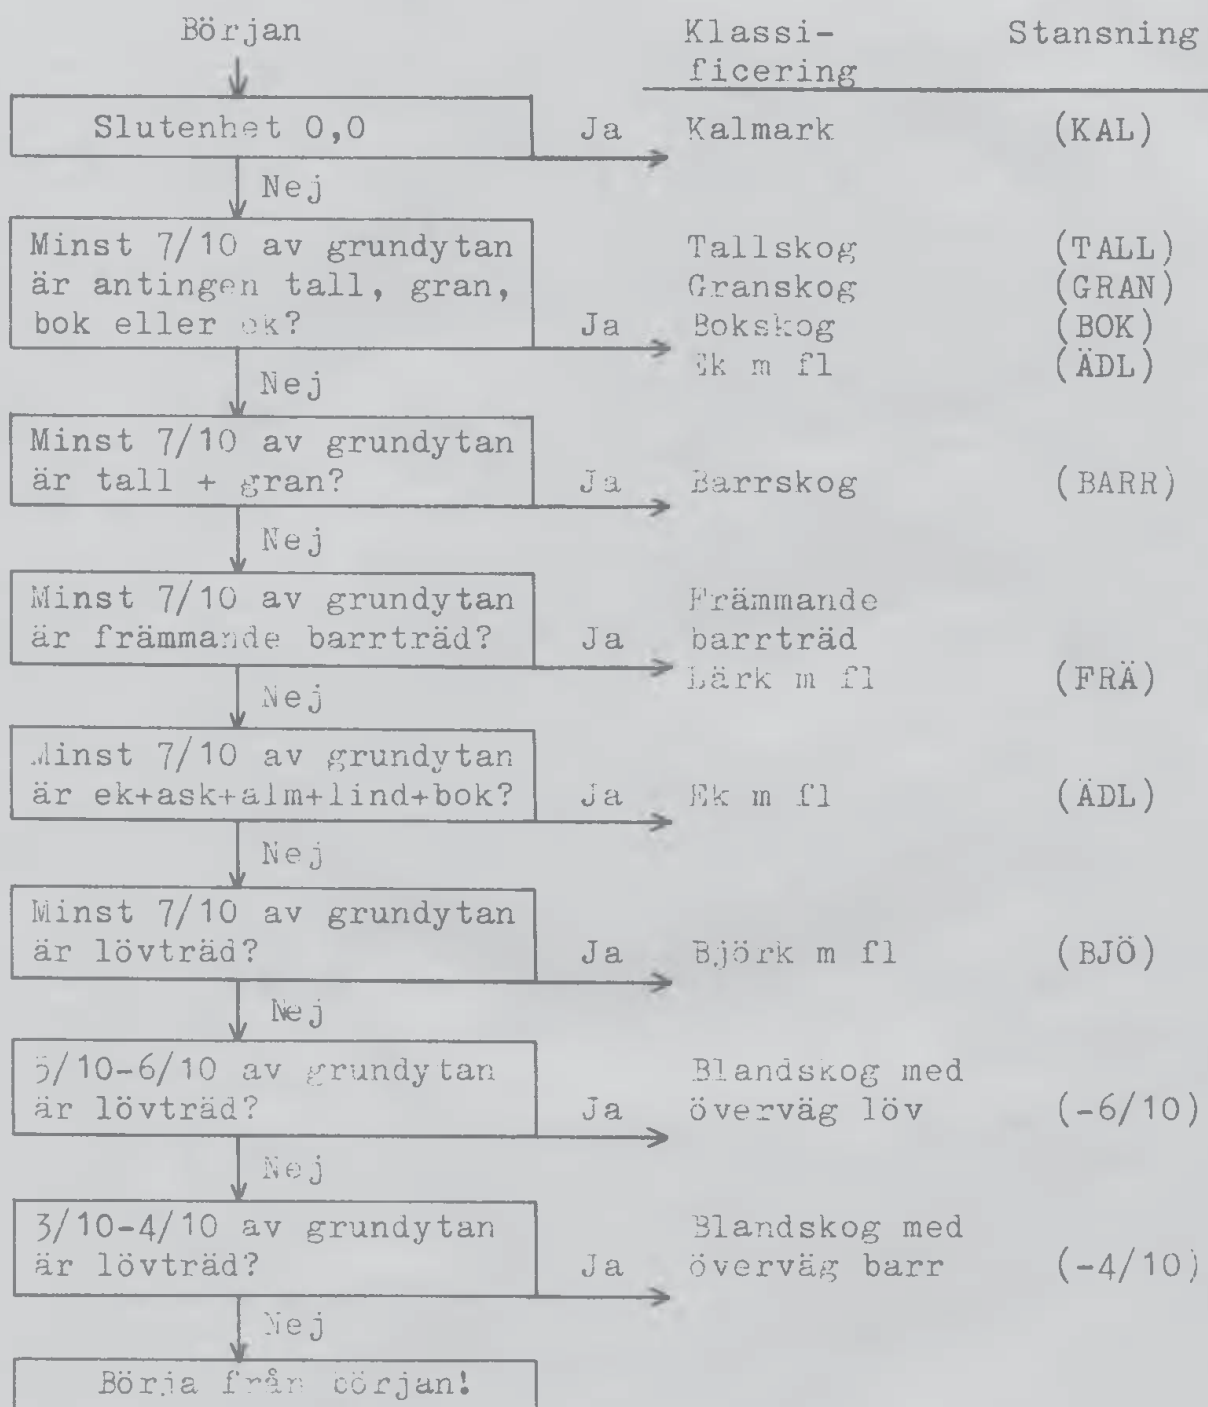 Början
Klassi-
ficering
Stansning
Slutenhet 0,0
Ja
Kalmark
(KAL)
Nej
Minst 7/10 av grundytan
är antingen tall, gran,
bok eller ek?
Ja
Tallskog
(TALL)
Granskog
(GRAN)
Bokskog
(BOK)
Ek m fl
(ÄDL)
Nej
Minst 7/10 av grundytan
är tall + gran?
Ja
Barrskog
(BARR)
Nej
Minst 7/10 av grundytan
är främmande barrträd?
Ja
Främmande
barrträd
Lärk m fl
(FRÄ)
Nej
Minst 7/10 av grundytan
är ek+ask+alm+lind+bok?
Ja
Ek m fl
(ÄDL)
Nej
Minst 7/10 av grundytan
är lövträd?
Ja
Björk m fl
(BJÖ)
Nej
5/10-6/10 av grundytan
är lövträd?
Ja
Blandskog med
överväg löv
(-6/10)
Nej
3/10-4/10 av grundytan
är lövträd?
Ja
Blandskog med
överväg barr
(-4/10)
Nej
Börja från början!